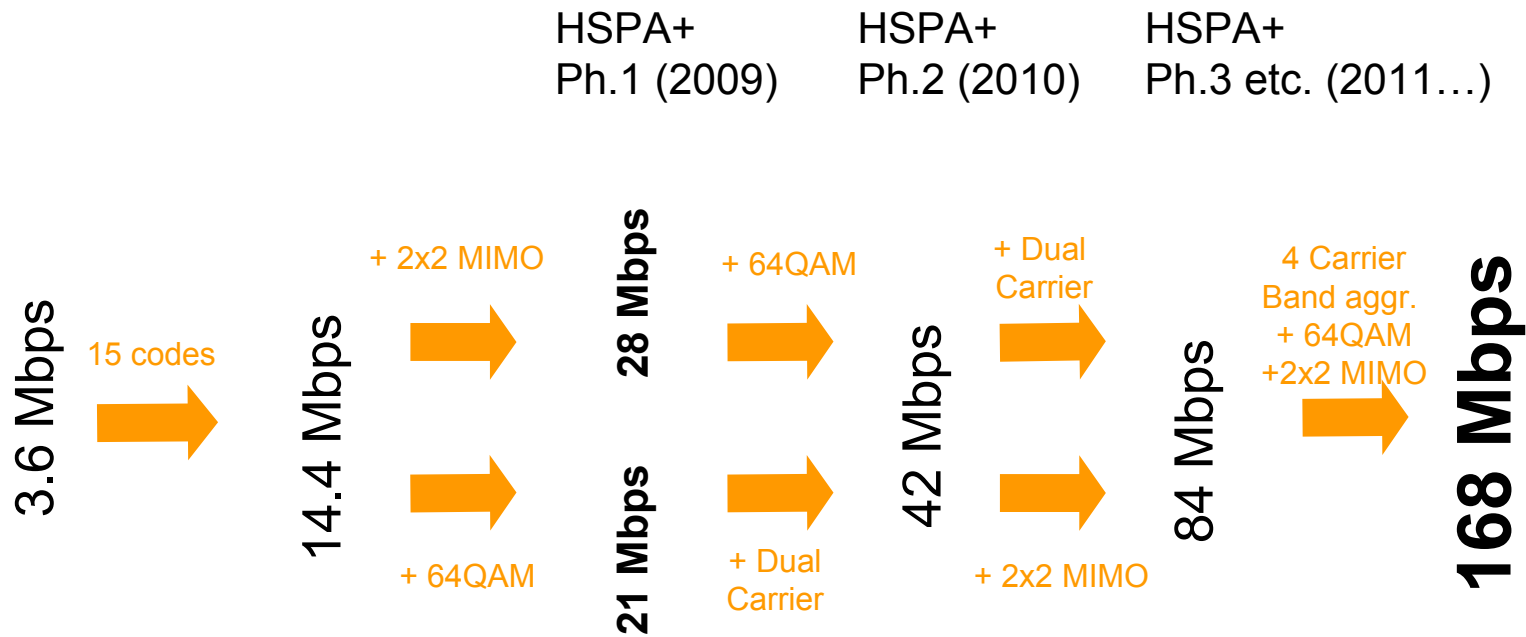 HSPA+
Ph.1 (2009)
HSPA+
Ph.2 (2010)
HSPA+
Ph.3 etc. (2011…)
3.6 Mbps
15 codes
14.4 Mbps
+ 2x2 MIMO
+ 64QAM
28 Mbps
21 Mbps
+ 64QAM
+ Dual
Carrier
42 Mbps
+ Dual
Carrier
+ 2x2 MIMO
84 Mbps
4 Carrier
Band aggr.
+ 64QAM
+2x2 MIMO
168 Mbps